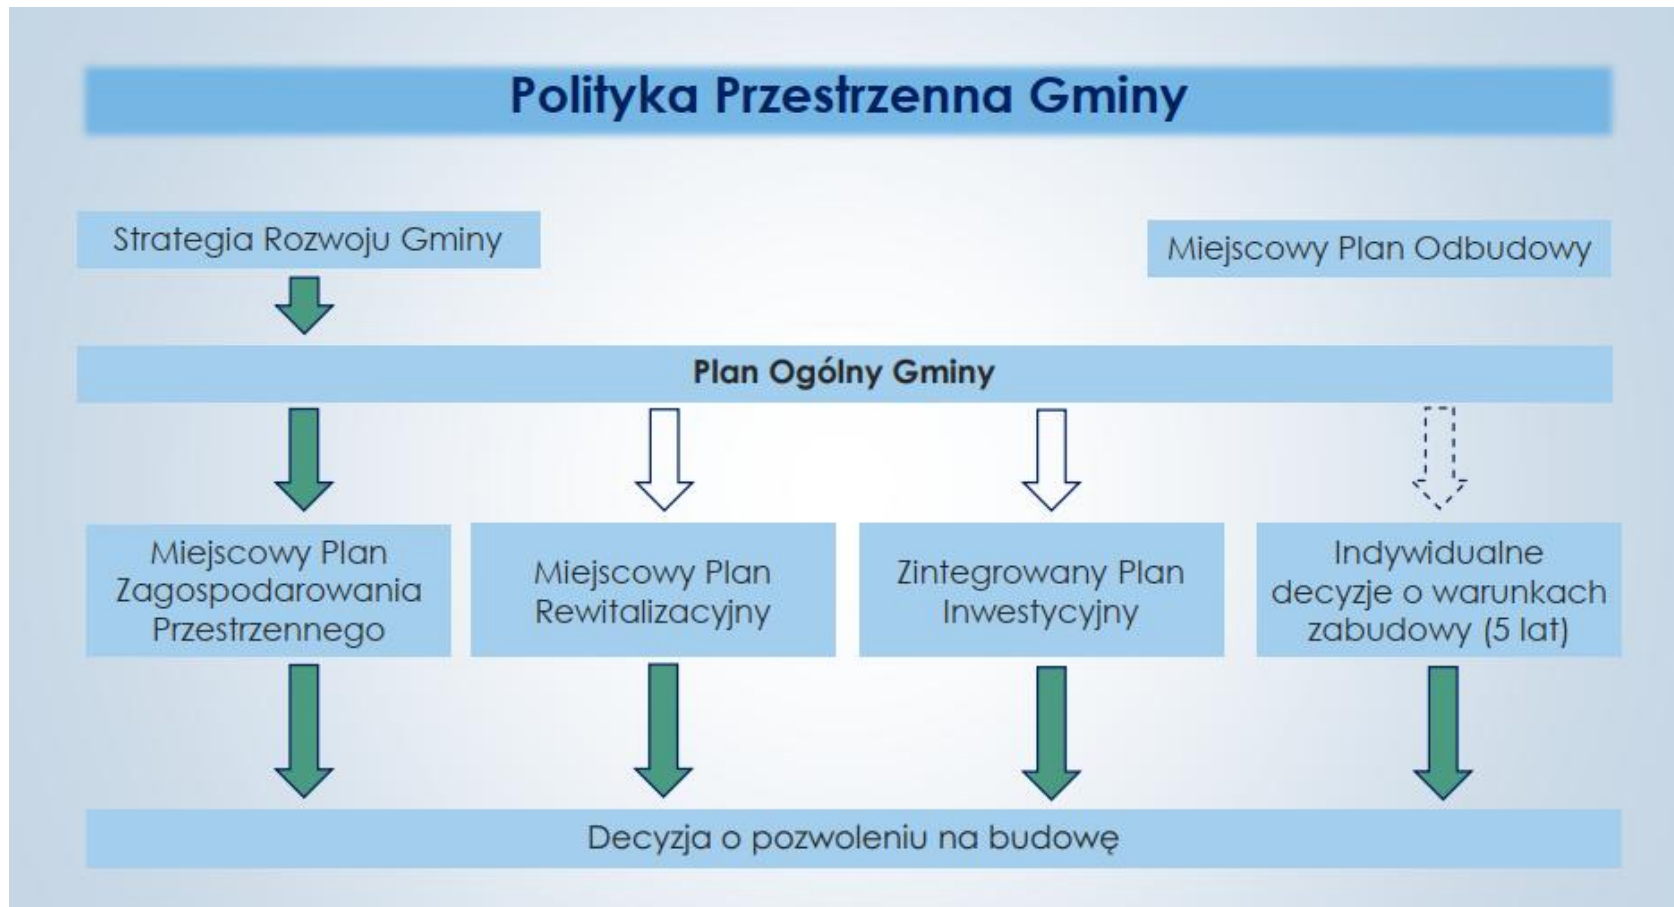 Polityka Przestrzenna Gminy
Strategia Rozwoju Gminy
Miejscowy Plan Odbudowy
Plan Ogólny Gminy
Miejscowy Plan
Zagospodarowania
Przestrzennego
Miejscowy Plan
Rewitalizacyjny
Zintegrowany Plan
Inwestycyjny
Indywidualne
decyzje o warunkach
zabudowy (5 lat)
Decyzja o pozwoleniu na budowę